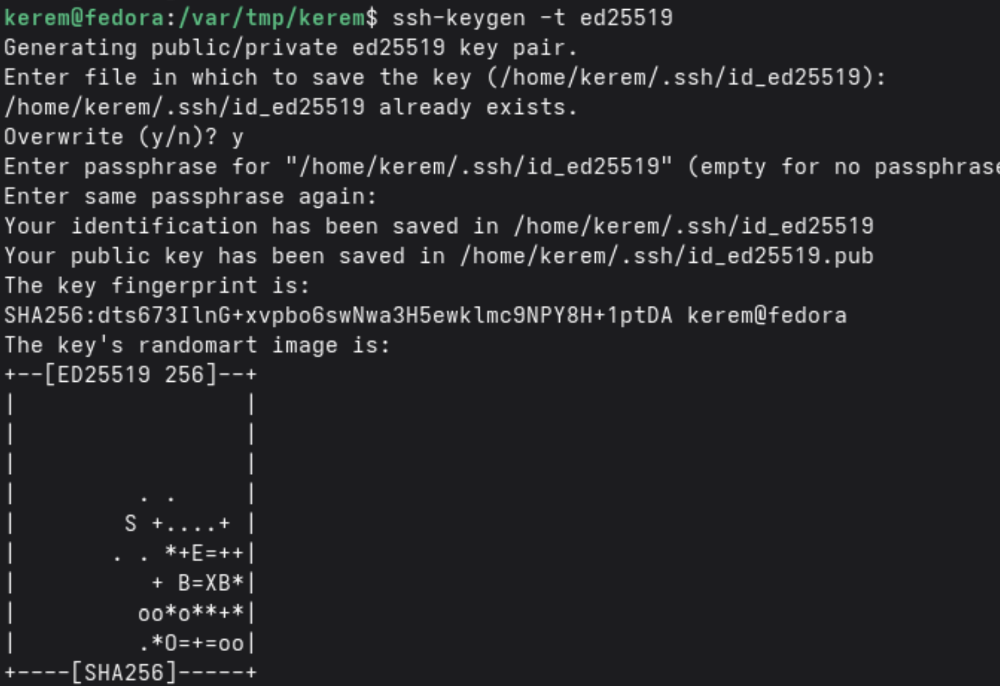 kerem@fedora:/var/tmp/kerem$ ssh-keygen -t ed25519
Generating public/private ed25519 key pair.
Enter file in which to save the key (/home/kerem/.ssh/id_ed25519):
/home/kerem/.ssh/id_ed25519 already exists.
Overwrite (y/n)? y
Enter passphrase for "/home/kerem/.ssh/id_ed25519" (empty for no passphrase
Enter same passphrase again:
Your identification has been saved in /home/kerem/.ssh/id_ed25519
Your public key has been saved in /home/kerem/.ssh/id_ed25519.pub
The key fingerprint is:
SHA256:dts673IlnG+xvpbo6swNwa3H5ewklmc9NPY8H+1ptDA kerem@fedora
The key's randomart image is:
+--[ED25519 256]--+
|                 |
|                 |
|                 |
|         . .     |
|        S +....+ |
|       . . *+E=++|
|          + B=XB*|
|         oo*o**+*|
|         .*O=+=oo|
+----[SHA256]-----+